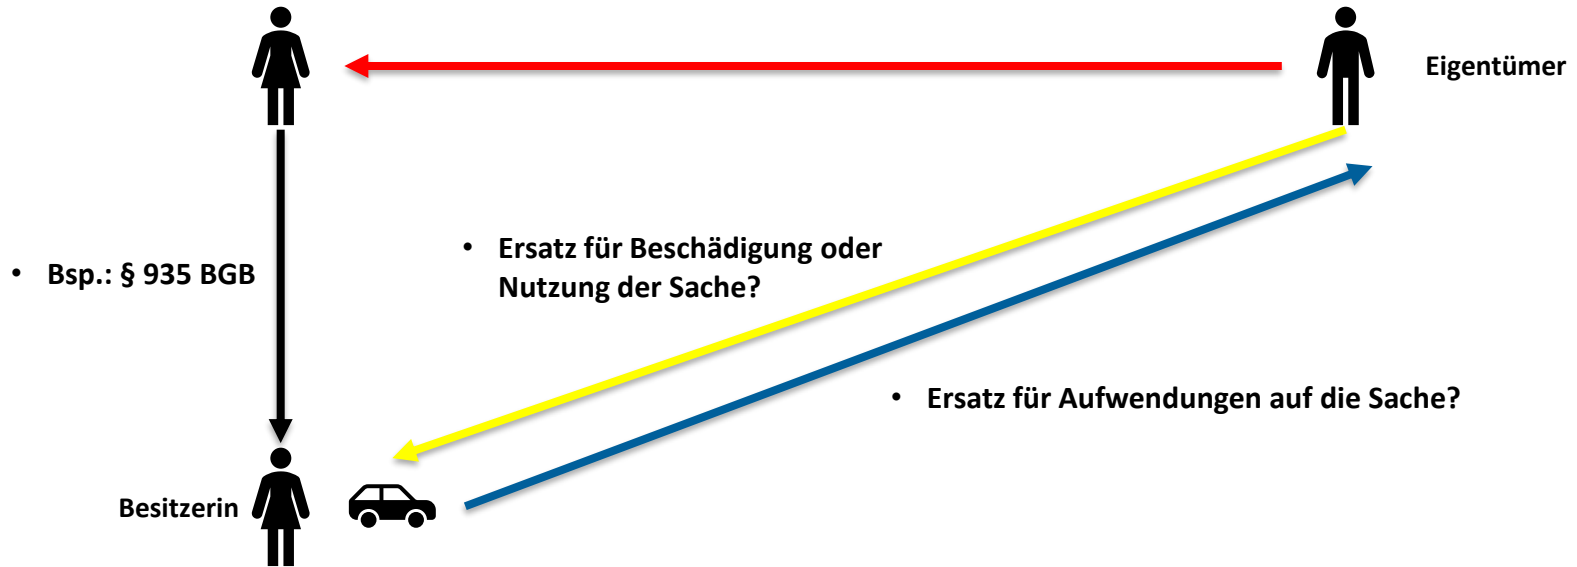 Eigentümer
• Bsp.: § 935 BGB
• Ersatz für Beschädigung oder
Nutzung der Sache?
• Ersatz für Aufwendungen auf die Sache?
Besitzerin